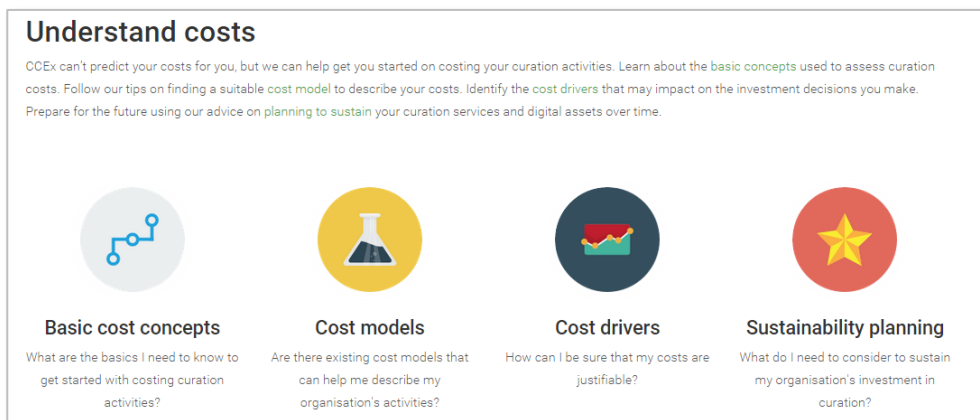 Understand costs
CCEx can't predict your costs for you, but we can help get you started on costing your curation activities. Learn about the basic concepts used to assess curation
costs. Follow our tips on finding a suitable cost model to describe your costs. Identify the cost drivers that may impact on the investment decisions you make.
Prepare for the future using our advice on planning to sustain your curation services and digital assets over time.
Basic cost concepts
What are the basics I need to know to
get started with costing curation
activities?
Cost models
Are there existing cost models that
can help me describe my
organisation's activities?
Cost drivers
How can I be sure that my costs are
justifiable?
Sustainability planning
What do I need to consider to sustain
my organisation's investment in
curation?